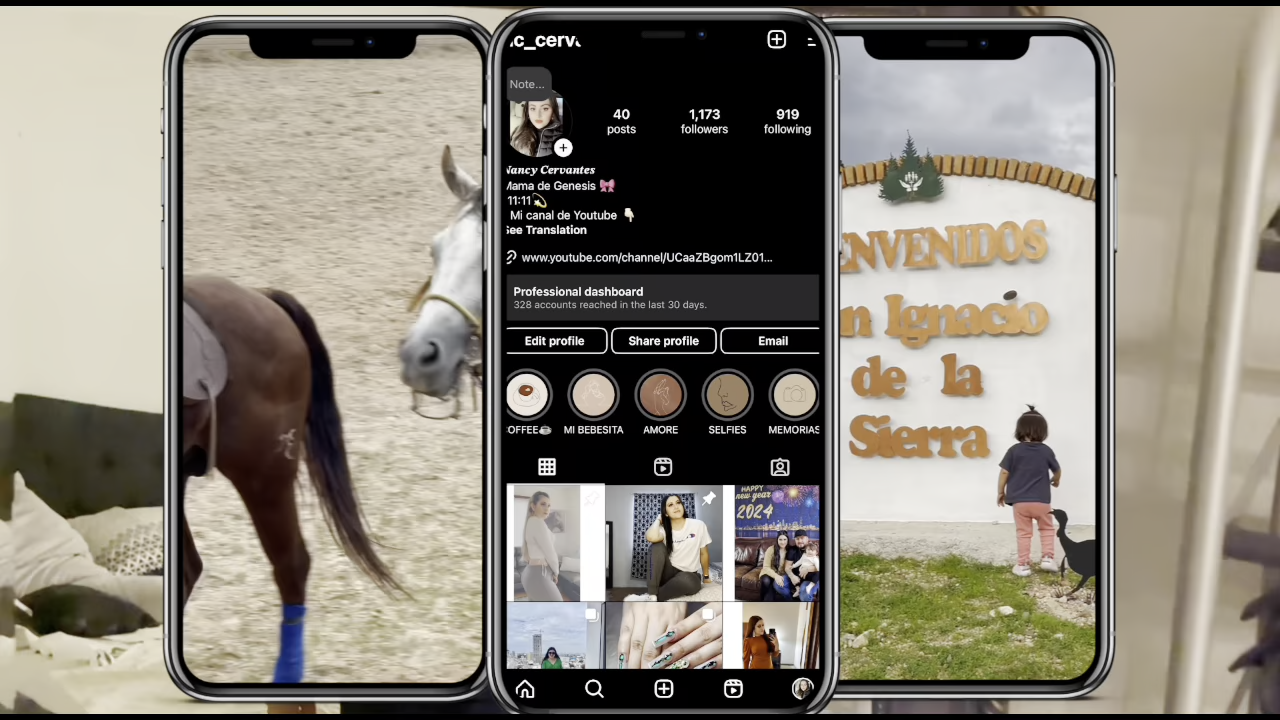 c_cerv
Note...
40
posts
1,173
followers
919
following
Nancy Cervantes
Mama de Genesis 🎀
11:11 💫
Mi canal de Youtube 👇🏻
See Translation
www.youtube.com/channel/UCaaZBgom1LZ01...
Professional dashboard
328 accounts reached in the last 30 days.
Edit profile
Share profile
Email
OFFEE☕
MI BEBESITA
AMORE
SELFIES
MEMORIAS
HAPPY
new year
2024
ENVENIDOS
n Ignacio
de la
Sierra